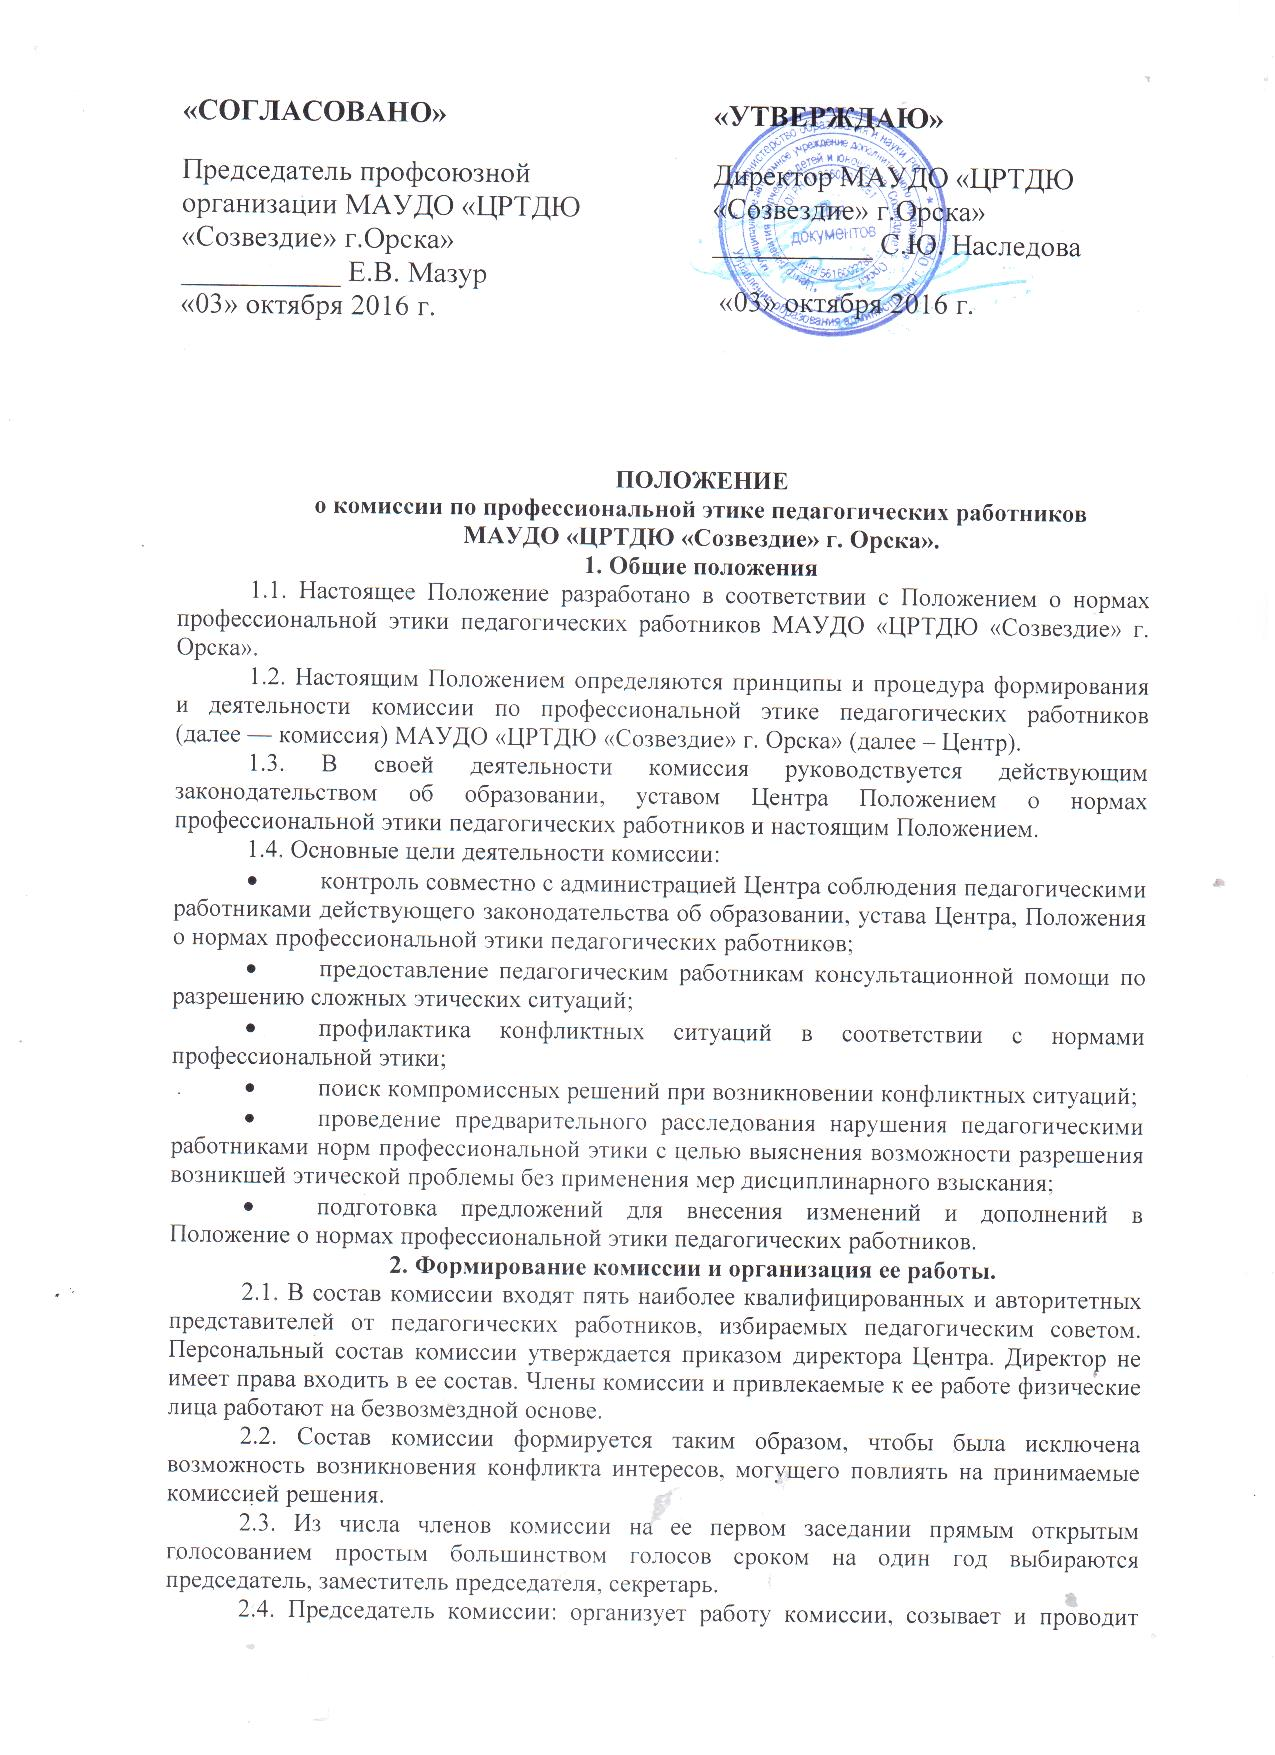 «СОГЛАСОВАНО»
Председатель профсоюзной
организации МАУДО «ЦРТДЮ
«Созвездие» г.Орска»
___________ Е.В. Мазур
«03» октября 2016 г.
«УТВЕРЖДАЮ»
Директор МАУДО «ЦРТДЮ
«Созвездие» г.Орска»
___________ С.Ю. Наследова
«03» октября 2016 г.
документов
ПОЛОЖЕНИЕ
о комиссии по профессиональной этике педагогических работников
МАУДО «ЦРТДЮ «Созвездие» г. Орска».
1. Общие положения
1.1. Настоящее Положение разработано в соответствии с Положением о нормах
профессиональной этики педагогических работников МАУДО «ЦРТДЮ «Созвездие» г.
Орска».
1.2. Настоящим Положением определяются принципы и процедура формирования
и деятельности комиссии по профессиональной этике педагогических работников
(далее — комиссия) МАУДО «ЦРТДЮ «Созвездие» г. Орска» (далее – Центр).
1.3. В своей деятельности комиссия руководствуется действующим
законодательством об образовании, уставом Центра Положением о нормах
профессиональной этики педагогических работников и настоящим Положением.
1.4. Основные цели деятельности комиссии:
• контроль совместно с администрацией Центра соблюдения педагогическими
работниками действующего законодательства об образовании, устава Центра, Положения
о нормах профессиональной этики педагогических работников;
• предоставление педагогическим работникам консультационной помощи по
разрешению сложных этических ситуаций;
• профилактика конфликтных ситуаций в соответствии с нормами
профессиональной этики;
• поиск компромиссных решений при возникновении конфликтных ситуаций;
• проведение предварительного расследования нарушения педагогическими
работниками норм профессиональной этики с целью выяснения возможности разрешения
возникшей этической проблемы без применения мер дисциплинарного взыскания;
• подготовка предложений для внесения изменений и дополнений в
Положение о нормах профессиональной этики педагогических работников.
2. Формирование комиссии и организация ее работы.
2.1. В состав комиссии входят пять наиболее квалифицированных и авторитетных
представителей от педагогических работников, избираемых педагогическим советом.
Персональный состав комиссии утверждается приказом директора Центра. Директор не
имеет права входить в ее состав. Члены комиссии и привлекаемые к ее работе физические
лица работают на безвозмездной основе.
2.2. Состав комиссии формируется таким образом, чтобы была исключена
возможность возникновения конфликта интересов, могущего повлиять на принимаемые
комиссией решения.
2.3. Из числа членов комиссии на ее первом заседании прямым открытым
голосованием простым большинством голосов сроком на один год выбираются
председатель, заместитель председателя, секретарь.
2.4. Председатель комиссии: организует работу комиссии, созывает и проводит